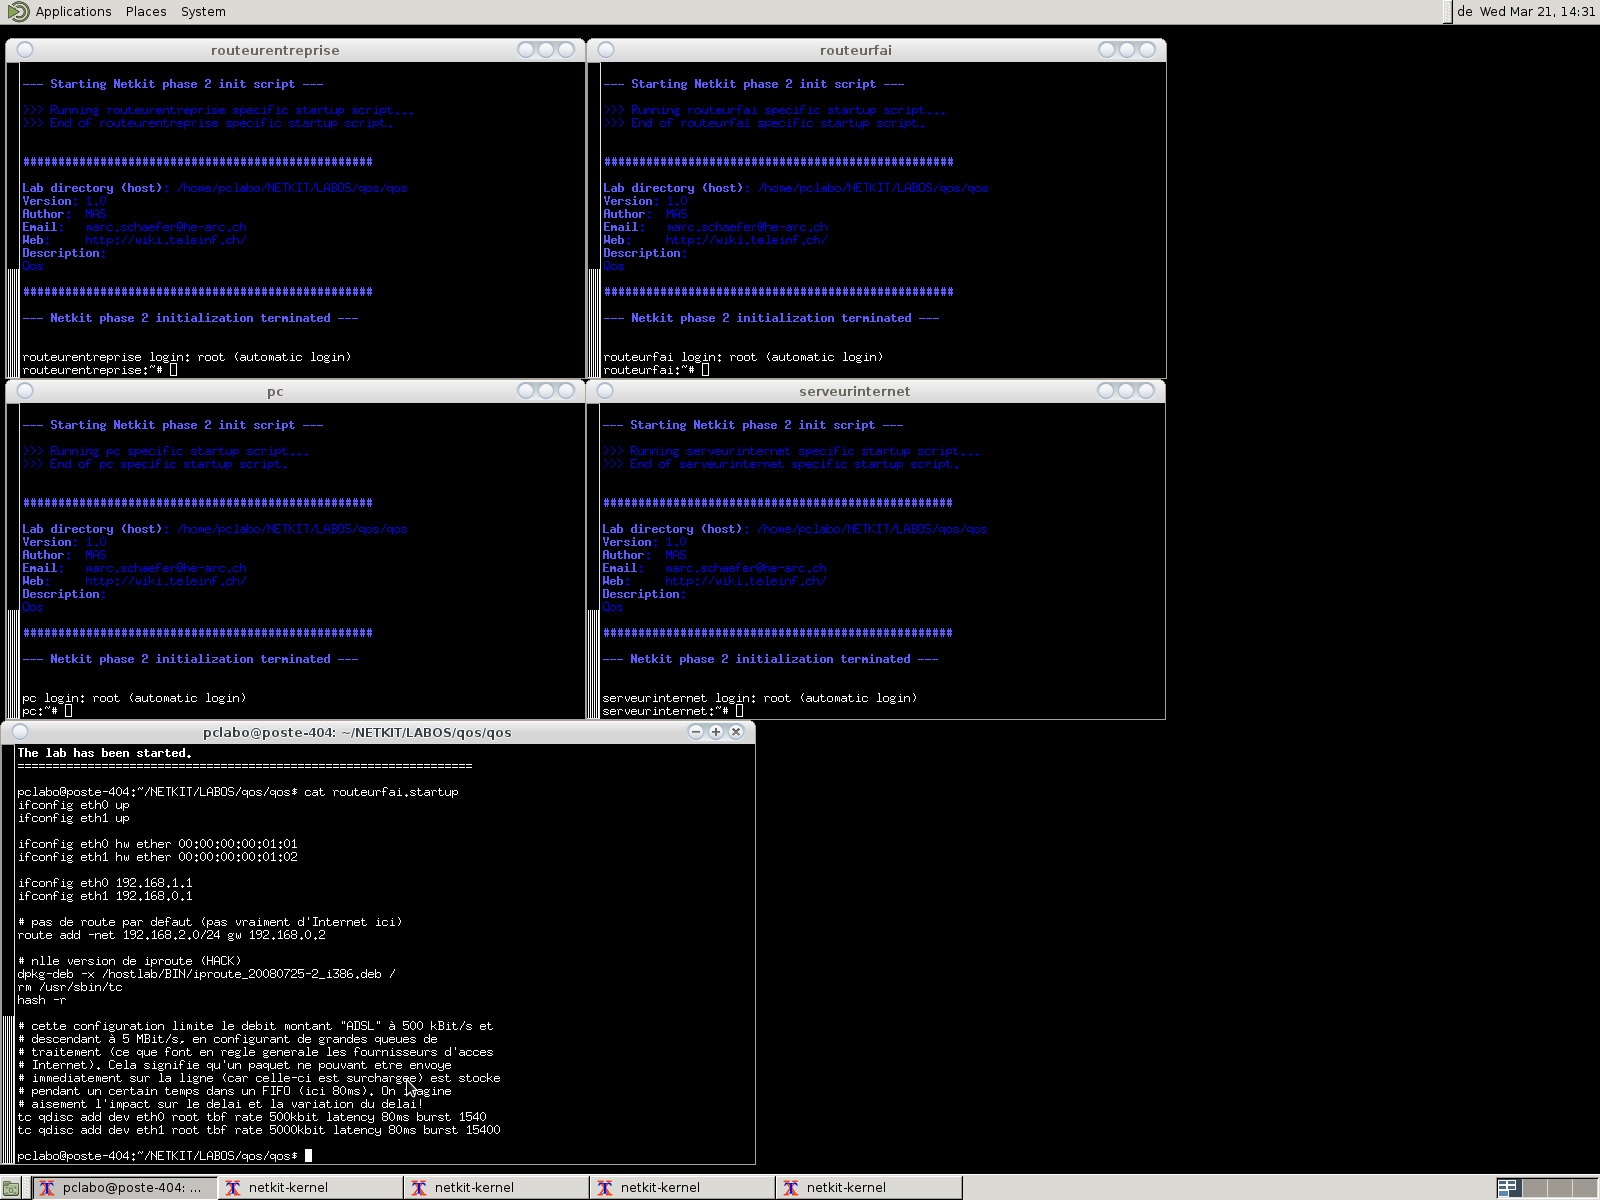 Applications Places System
de Wed Mar 21, 14:31
routeurentreprise
--- Starting Netkit phase 2 init script ---
>>> Running routeurentreprise specific startup script...
>>> End of routeurentreprise specific startup script.
##################################################
Lab directory (host): /home/pclabo/NETKIT/LABOS/qos/qos
Version: 1.0
Author: MAS
Email: marc.schaefer@he-arc.ch
Web: http://wiki.teleinf.ch/
Description:
Qos
##################################################
--- Netkit phase 2 initialization terminated ---
routeurentreprise login: root (automatic login)
routeurentreprise:~#
routeurfai
--- Starting Netkit phase 2 init script ---
>>> Running routeurfai specific startup script...
>>> End of routeurfai specific startup script.
##################################################
Lab directory (host): /home/pclabo/NETKIT/LABOS/qos/qos
Version: 1.0
Author: MAS
Email: marc.schaefer@he-arc.ch
Web: http://wiki.teleinf.ch/
Description:
Qos
##################################################
--- Netkit phase 2 initialization terminated ---
routeurfai login: root (automatic login)
routeurfai:~#
pc
--- Starting Netkit phase 2 init script ---
>>> Running pc specific startup script...
>>> End of pc specific startup script.
##################################################
Lab directory (host): /home/pclabo/NETKIT/LABOS/qos/qos
Version: 1.0
Author: MAS
Email: marc.schaefer@he-arc.ch
Web: http://wiki.teleinf.ch/
Description:
Qos
##################################################
--- Netkit phase 2 initialization terminated ---
pc login: root (automatic login)
pc:~#
serveurinternet
--- Starting Netkit phase 2 init script ---
>>> Running serveurinternet specific startup script...
>>> End of serveurinternet specific startup script.
##################################################
Lab directory (host): /home/pclabo/NETKIT/LABOS/qos/qos
Version: 1.0
Author: MAS
Email: marc.schaefer@he-arc.ch
Web: http://wiki.teleinf.ch/
Description:
Qos
##################################################
--- Netkit phase 2 initialization terminated ---
serveurinternet login: root (automatic login)
serveurinternet:~#
pclabo@poste-404: ~/NETKIT/LABOS/qos/qos
The lab has been started.
=================================================================
pclabo@poste-404:~/NETKIT/LABOS/qos/qos$ cat routeurfai.startup
ifconfig eth0 up
ifconfig eth1 up
ifconfig eth0 hw ether 00:00:00:00:01:01
ifconfig eth1 hw ether 00:00:00:00:01:02
ifconfig eth0 192.168.1.1
ifconfig eth1 192.168.0.1
# pas de route par defaut (pas vraiment d'Internet ici)
route add -net 192.168.2.0/24 gw 192.168.0.2
# nlle version de iproute (HACK)
dpkg-deb -x /hostlab/BIN/iproute_20080725-2_i386.deb /
rm /usr/sbin/tc
hash -r
# cette configuration limite le debit montant "ADSL" à 500 kBit/s et
# descendant à 5 MBit/s, en configurant de grandes queues de
# traitement (ce que font en regle generale les fournisseurs d'acces
# Internet). Cela signifie qu'un paquet ne pouvant etre envoye
# immediatement sur la ligne (car celle-ci est surchargee) est stocke
# pendant un certain temps dans un FIFO (ici 80ms). On imagine
# aisement l'impact sur le delai et la variation du delai!
tc qdisc add dev eth0 root tbf rate 500kbit latency 80ms burst 1540
tc qdisc add dev eth1 root tbf rate 5000kbit latency 80ms burst 15400
pclabo@poste-404:~/NETKIT/LABOS/qos/qos$
pclabo@poste-404: ...
netkit-kernel
netkit-kernel
netkit-kernel
netkit-kernel